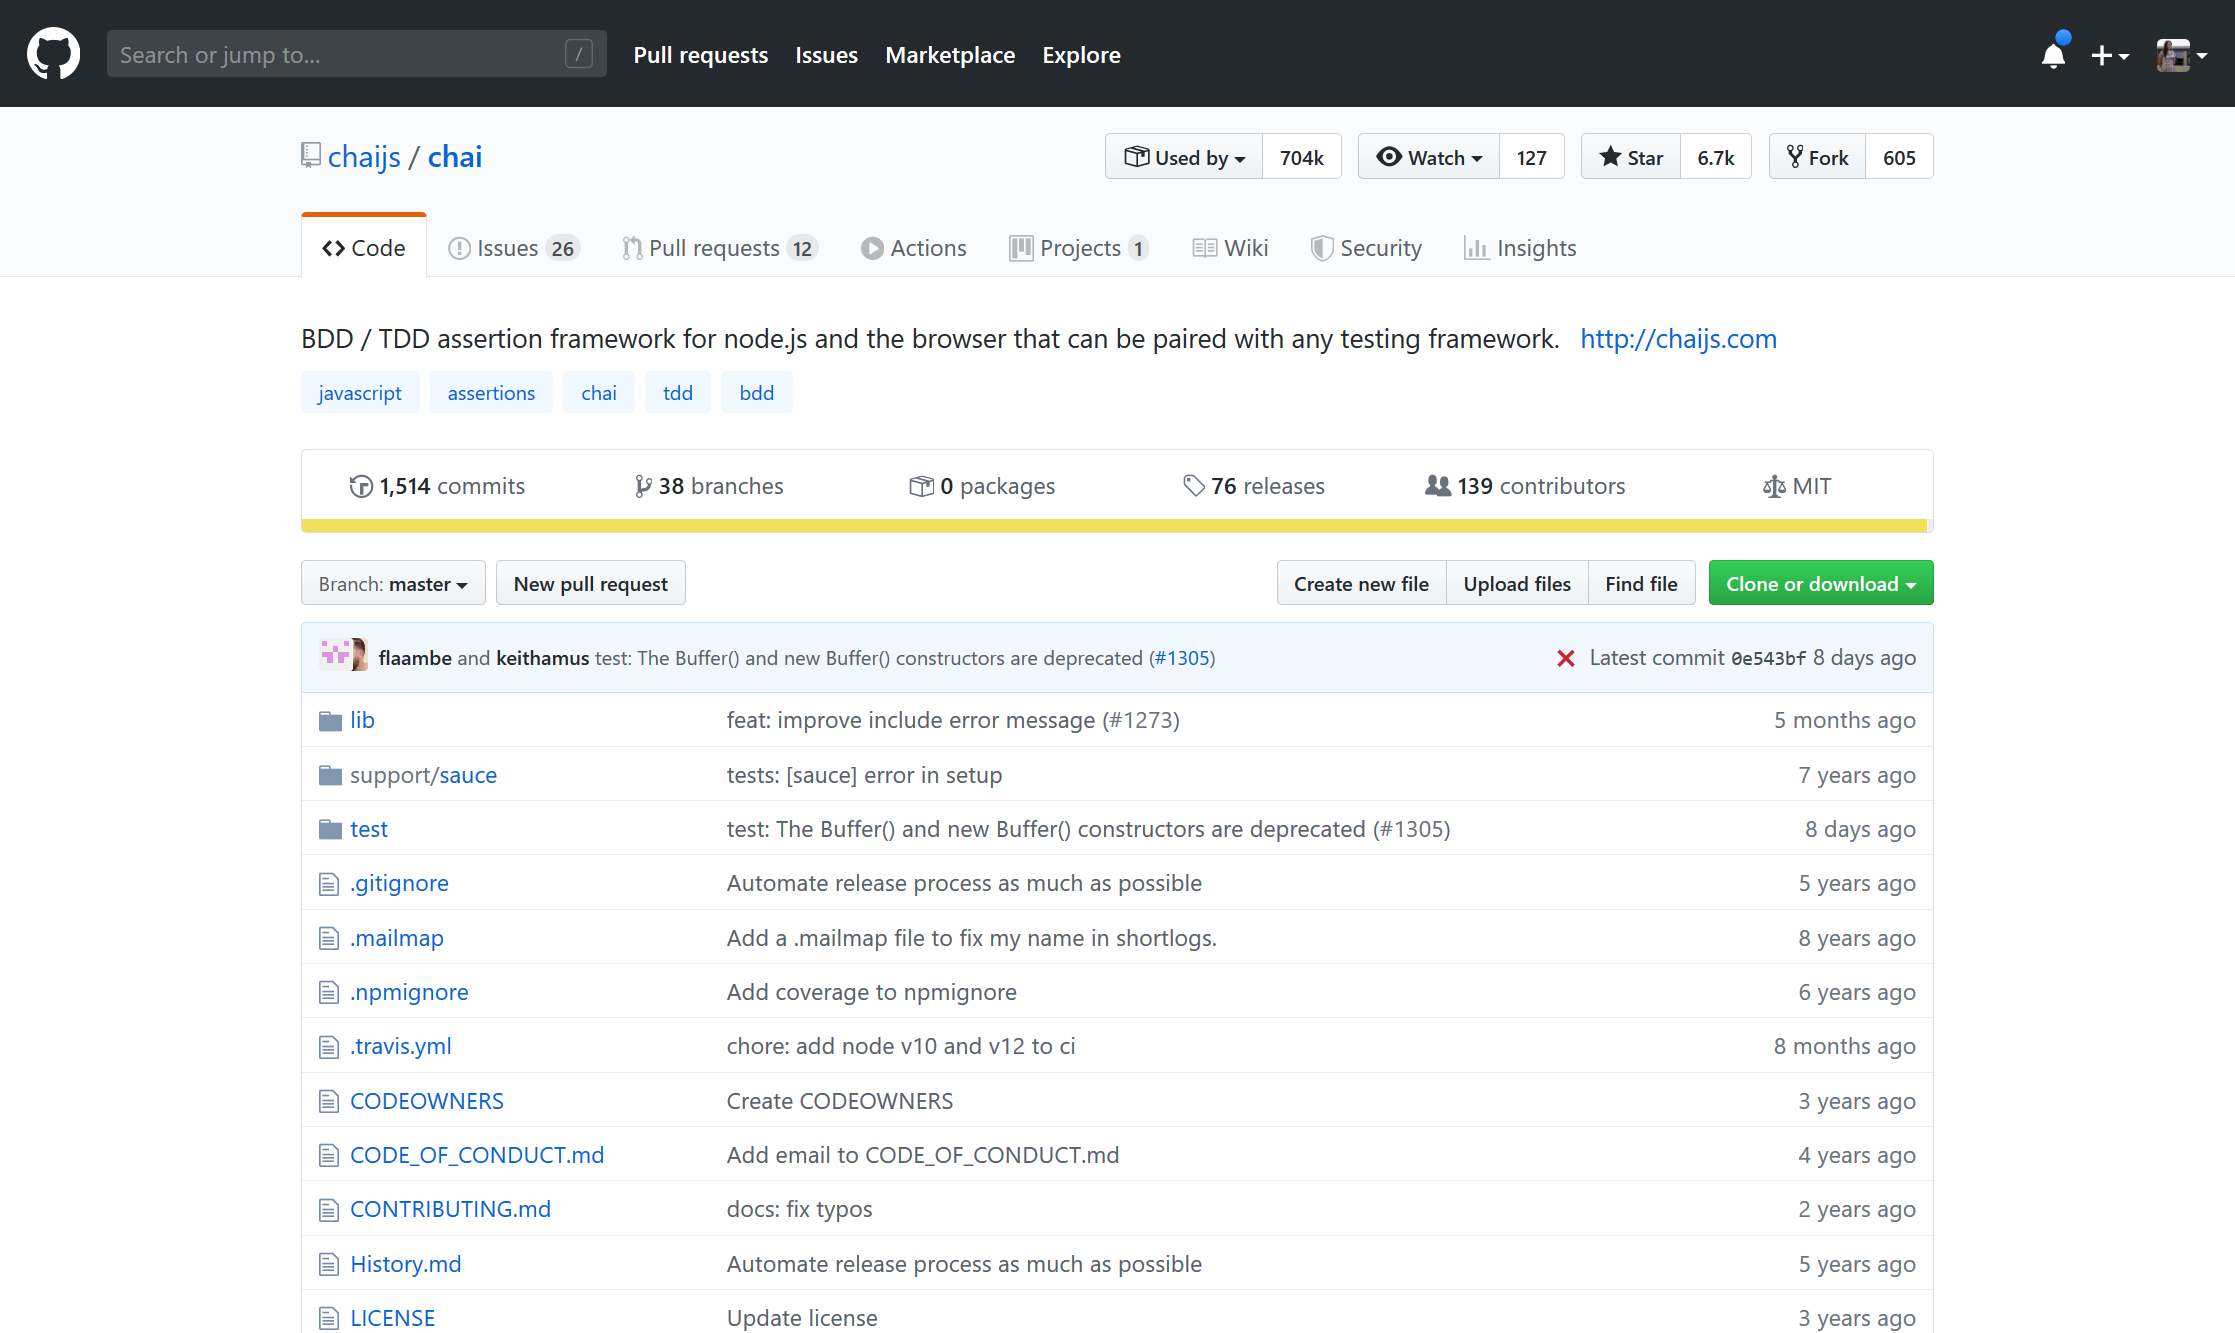 Search or jump to... /
Pull requests Issues Marketplace Explore
chaijs / chai
Used by 704k Watch 127 Star 6.7k Fork 605
Code Issues 26 Pull requests 12 Actions Projects 1 Wiki Security Insights
BDD / TDD assertion framework for node.js and the browser that can be paired with any testing framework. http://chaijs.com
javascript assertions chai tdd bdd
1,514 commits 38 branches 0 packages 76 releases 139 contributors MIT
Branch: master New pull request Create new file Upload files Find file Clone or download
flaambe and keithamus test: The Buffer() and new Buffer() constructors are deprecated (#1305) Latest commit 0e543bf 8 days ago
lib feat: improve include error message (#1273) 5 months ago
support/sauce tests: [sauce] error in setup 7 years ago
test test: The Buffer() and new Buffer() constructors are deprecated (#1305) 8 days ago
.gitignore Automate release process as much as possible 5 years ago
.mailmap Add a .mailmap file to fix my name in shortlogs. 8 years ago
.npmignore Add coverage to npmignore 6 years ago
.travis.yml chore: add node v10 and v12 to ci 8 months ago
CODEOWNERS Create CODEOWNERS 3 years ago
CODE_OF_CONDUCT.md Add email to CODE_OF_CONDUCT.md 4 years ago
CONTRIBUTING.md docs: fix typos 2 years ago
History.md Automate release process as much as possible 5 years ago
LICENSE Update license 3 years ago